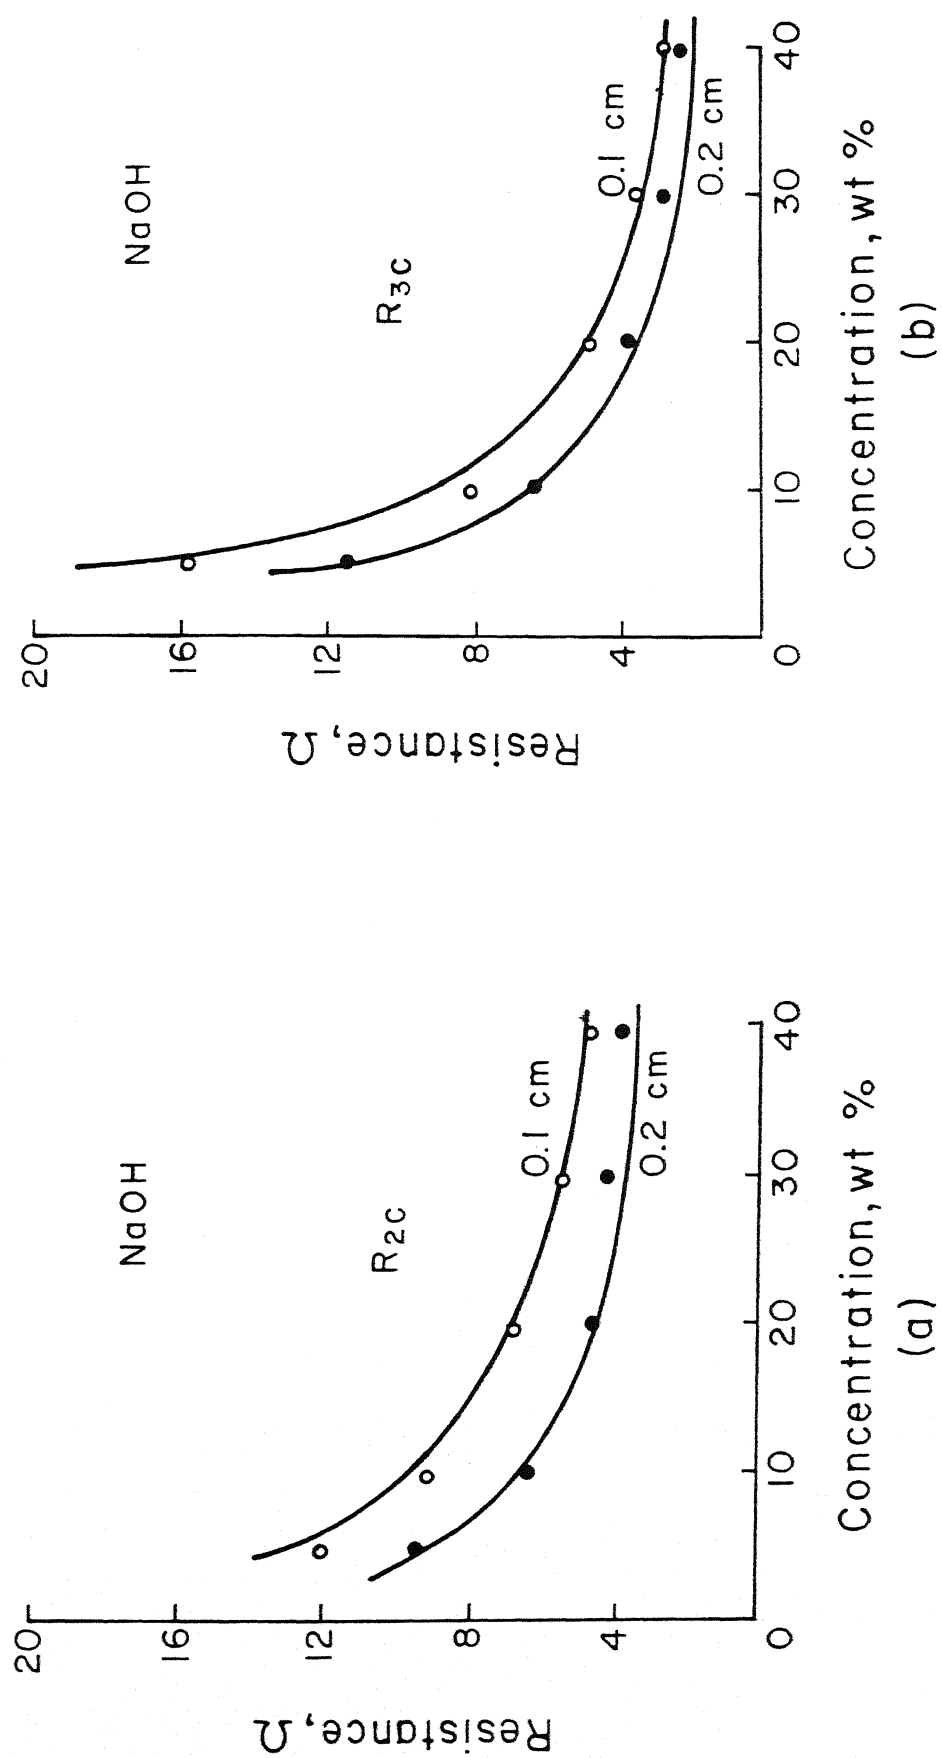 NaOH
R2C
0.1 cm
0.2 cm
20
16
12
8
4
0
10
20
30
40
Resistance, Ω
Concentration, wt %
(a)
NaOH
R3C
0.1 cm
0.2 cm
20
16
12
8
4
0
10
20
30
40
Resistance, Ω
Concentration, wt %
(b)